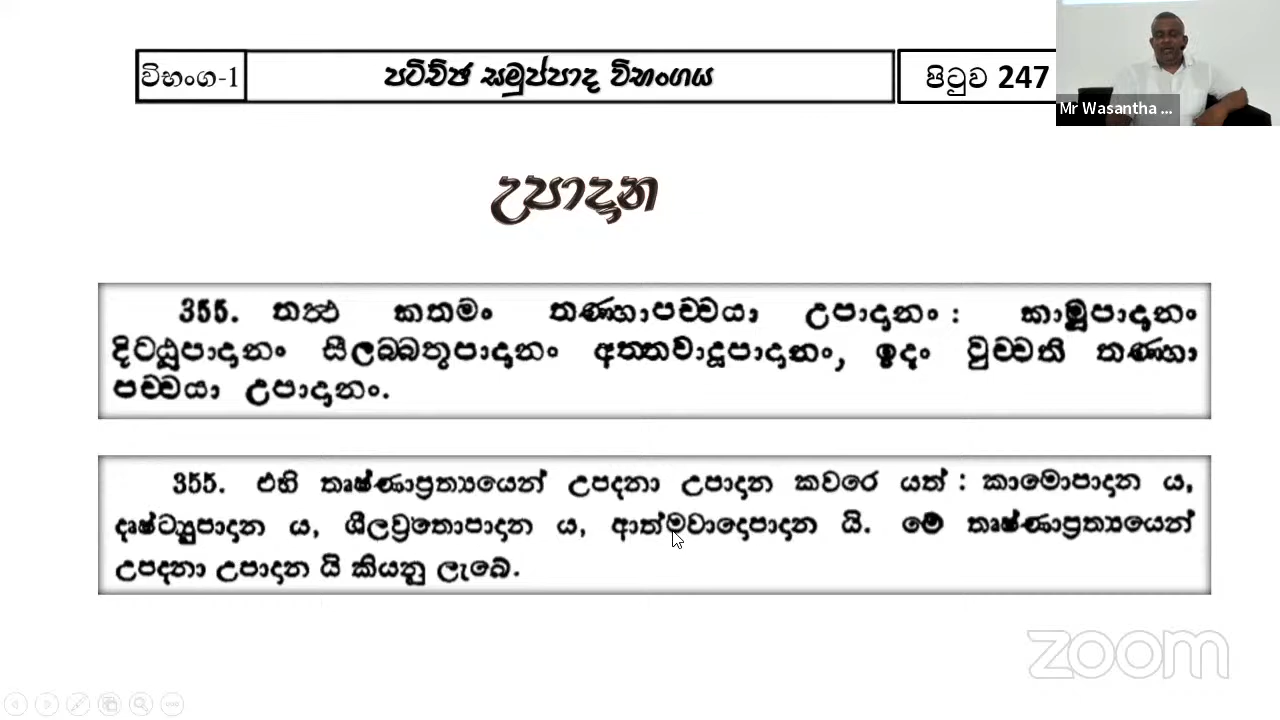 විභංග-1
පටිච්ඡ සමුප්පාද විභංගය
පිටුව 247
Mr Wasantha ...
උපාදාන
355. තත්‍ථ කතමං තණ්හාපච්චයා උපාදානං : කාමූපාදානං
දිට්ඨූපාදානං සීලබ්බතූපාදානං අත්තවාදූපාදානං, ඉදං වුච්චති තණ්හා
පච්චයා උපාදානං.
355. එහි තෘෂ්ණාප්‍රත්‍යයෙන් උපදනා උපාදාන කවරෙ යත් : කාමොපාදාන ය,
දෘෂ්ට්‍යුපාදාන ය, ශීලව්‍රතොපාදාන ය, ආත්මවාදොපාදාන යි. මේ තෘෂ්ණාප්‍රත්‍යයෙන්
උපදනා උපාදාන යි කියනු ලැබේ.
zoom